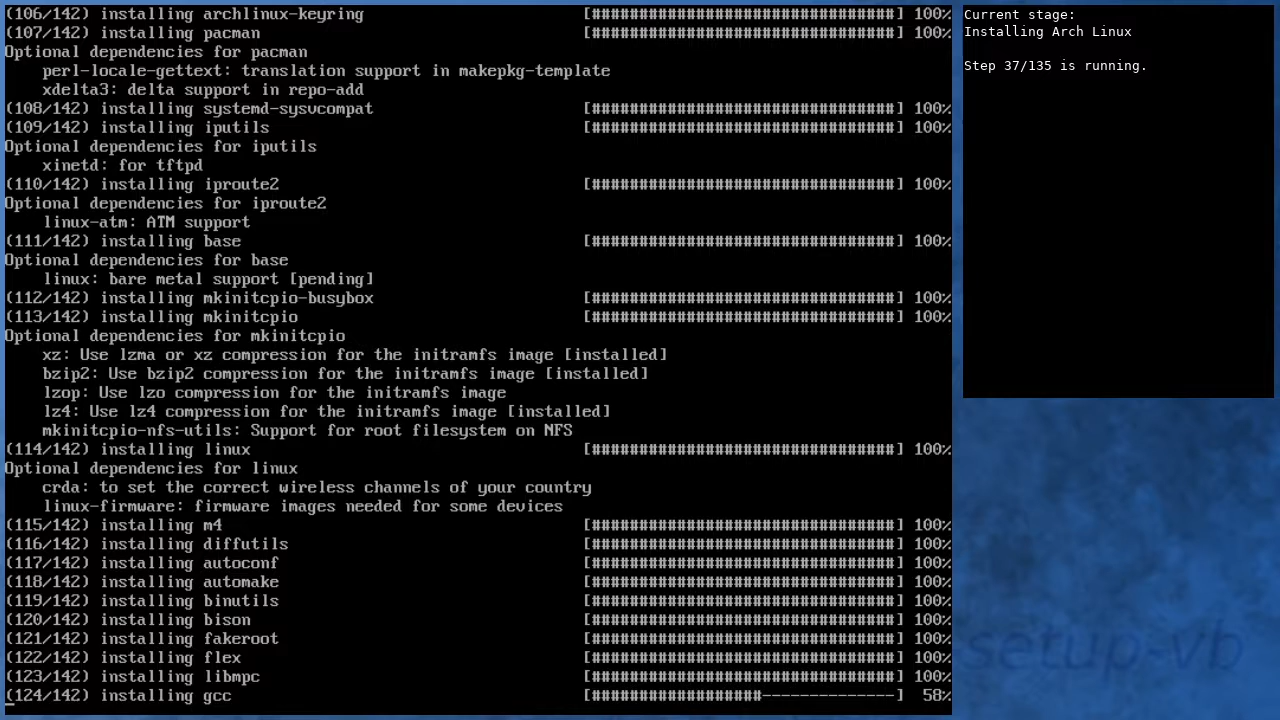 (106/142) installing archlinux-keyring [################################] 100%
(107/142) installing pacman [################################] 100%
Optional dependencies for pacman
perl-locale-gettext: translation support in makepkg-template
xdelta3: delta support in repo-add
(108/142) installing systemd-sysvcompat [################################] 100%
(109/142) installing iputils [################################] 100%
Optional dependencies for iputils
xinetd: for tftpd
(110/142) installing iproute2 [################################] 100%
Optional dependencies for iproute2
linux-atm: ATM support
(111/142) installing base [################################] 100%
Optional dependencies for base
linux: bare metal support [pending]
(112/142) installing mkinitcpio-busybox [################################] 100%
(113/142) installing mkinitcpio [################################] 100%
Optional dependencies for mkinitcpio
xz: Use lzma or xz compression for the initramfs image [installed]
bzip2: Use bzip2 compression for the initramfs image [installed]
lzop: Use lzo compression for the initramfs image
lz4: Use lz4 compression for the initramfs image [installed]
mkinitcpio-nfs-utils: Support for root filesystem on NFS
(114/142) installing linux [################################] 100%
Optional dependencies for linux
crda: to set the correct wireless channels of your country
linux-firmware: firmware images needed for some devices
(115/142) installing m4 [################################] 100%
(116/142) installing diffutils [################################] 100%
(117/142) installing autoconf [################################] 100%
(118/142) installing automake [################################] 100%
(119/142) installing binutils [################################] 100%
(120/142) installing bison [################################] 100%
(121/142) installing fakeroot [################################] 100%
(122/142) installing flex [################################] 100%
(123/142) installing libmpc [################################] 100%
(124/142) installing gcc [##################--------------] 58%
Current stage:
Installing Arch Linux
Step 37/135 is running.
setup-vb